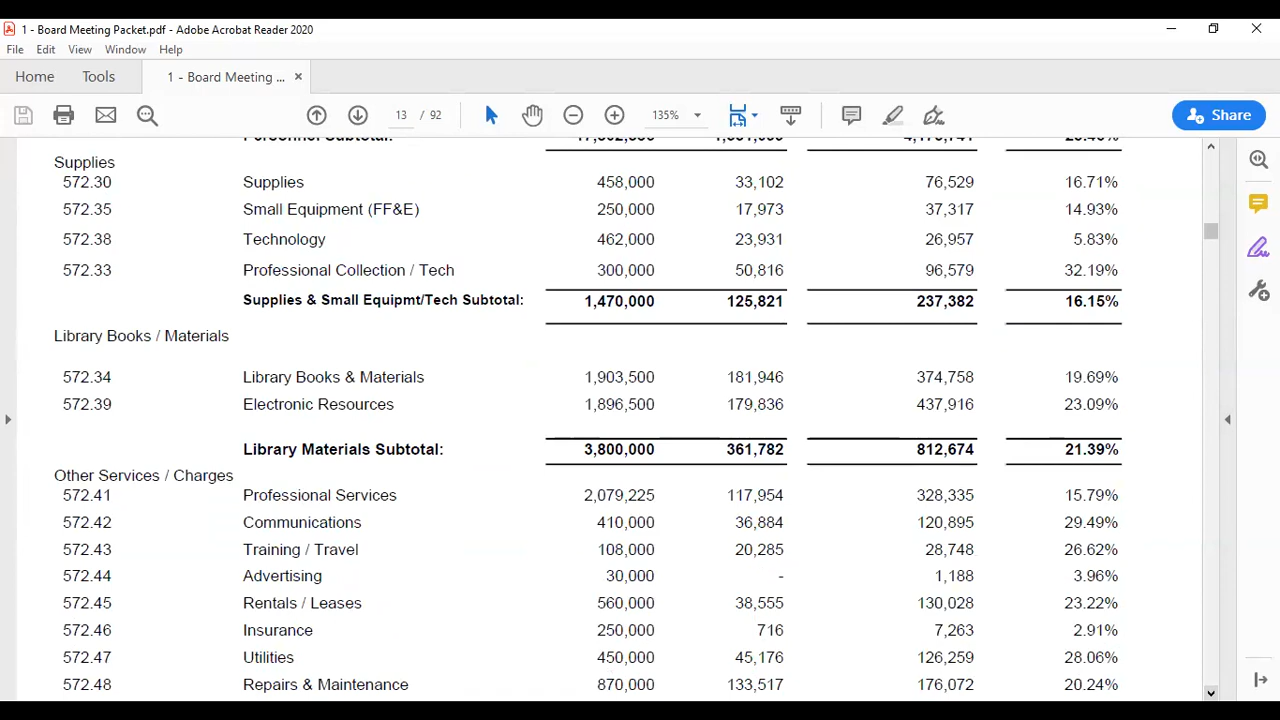 1 - Board Meeting Packet.pdf - Adobe Acrobat Reader 2020
File Edit View Window Help
Home Tools 1 - Board Meeting ... ×
13 / 92 135% Share
Personnel Subtotal:
Supplies
572.30 Supplies 458,000 33,102 76,529 16.71%
572.35 Small Equipment (FF&E) 250,000 17,973 37,317 14.93%
572.38 Technology 462,000 23,931 26,957 5.83%
572.33 Professional Collection / Tech 300,000 50,816 96,579 32.19%
Supplies & Small Equipmt/Tech Subtotal: 1,470,000 125,821 237,382 16.15%
Library Books / Materials
572.34 Library Books & Materials 1,903,500 181,946 374,758 19.69%
572.39 Electronic Resources 1,896,500 179,836 437,916 23.09%
Library Materials Subtotal: 3,800,000 361,782 812,674 21.39%
Other Services / Charges
572.41 Professional Services 2,079,225 117,954 328,335 15.79%
572.42 Communications 410,000 36,884 120,895 29.49%
572.43 Training / Travel 108,000 20,285 28,748 26.62%
572.44 Advertising 30,000 - 1,188 3.96%
572.45 Rentals / Leases 560,000 38,555 130,028 23.22%
572.46 Insurance 250,000 716 7,263 2.91%
572.47 Utilities 450,000 45,176 126,259 28.06%
572.48 Repairs & Maintenance 870,000 133,517 176,072 20.24%